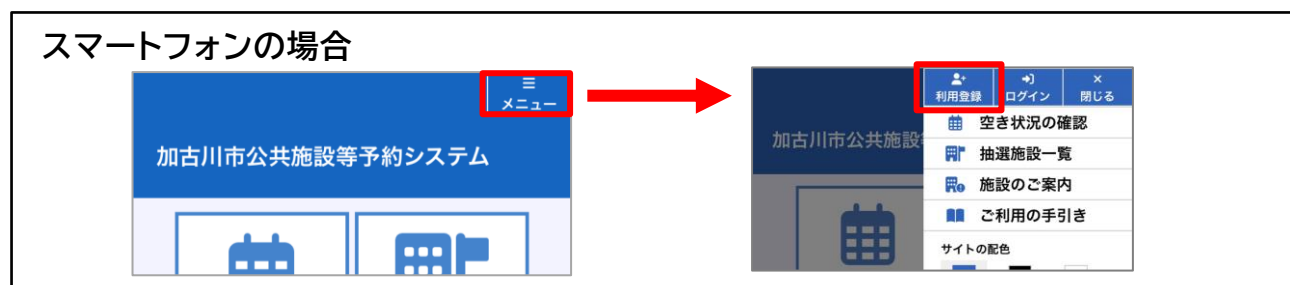 スマートフォンの場合
メニュー
加古川市公共施設等予約システム
利用登録 ログイン 閉じる
加古川市公共施設
空き状況の確認
抽選施設一覧
施設のご案内
ご利用の手引き
サイトの配色